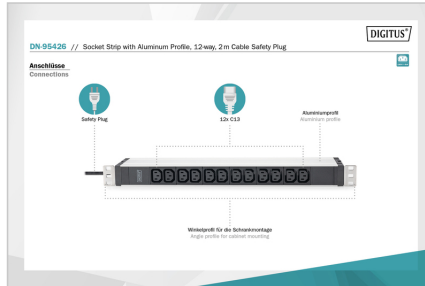 DIGITUS®
DN-95426 // Socket Strip with Aluminum Profile, 12-way, 2 m Cable Safety Plug
Anschlüsse
Connections
Safety Plug
12x C13
Aluminiumprofil
Aluminium profile
Winkelprofil für die Schrankmontage
Angle profile for cabinet mounting